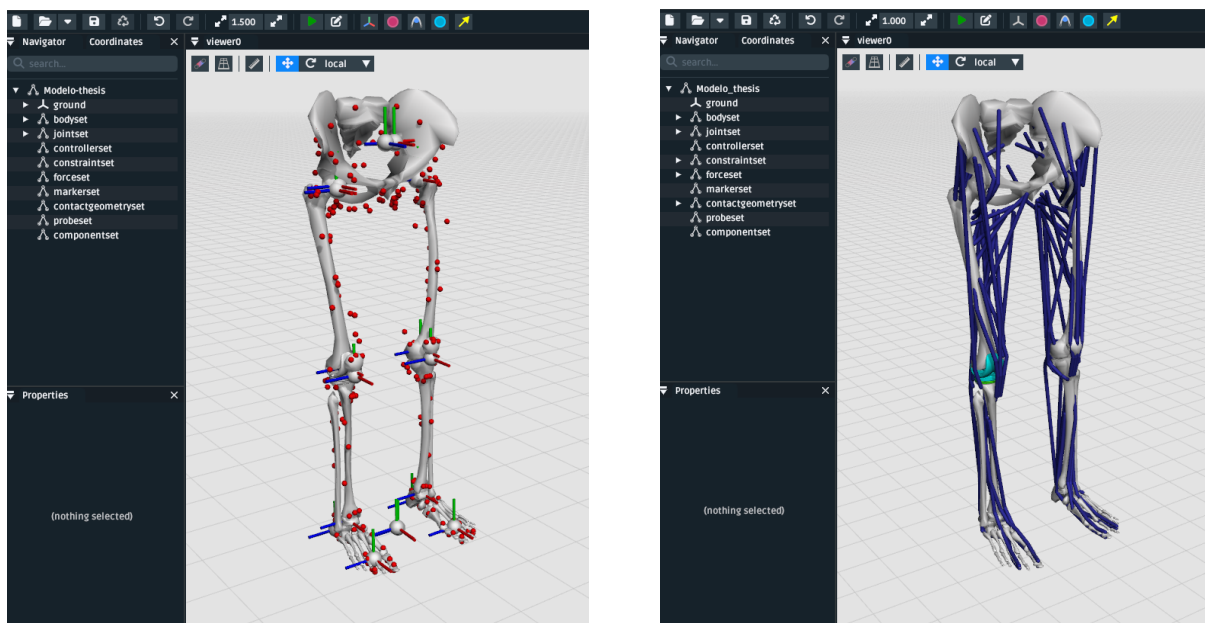 1.500
Navigator Coordinates
viewer0
search...
local
Modelo-thesis
ground
bodyset
jointset
controllerset
constraintset
forceset
markerset
contactgeometryset
probeset
componentset
Properties
(nothing selected)
1.000
Navigator Coordinates
viewer0
search...
local
Modelo_thesis
ground
bodyset
jointset
controllerset
constraintset
forceset
markerset
contactgeometryset
probeset
componentset
Properties
(nothing selected)